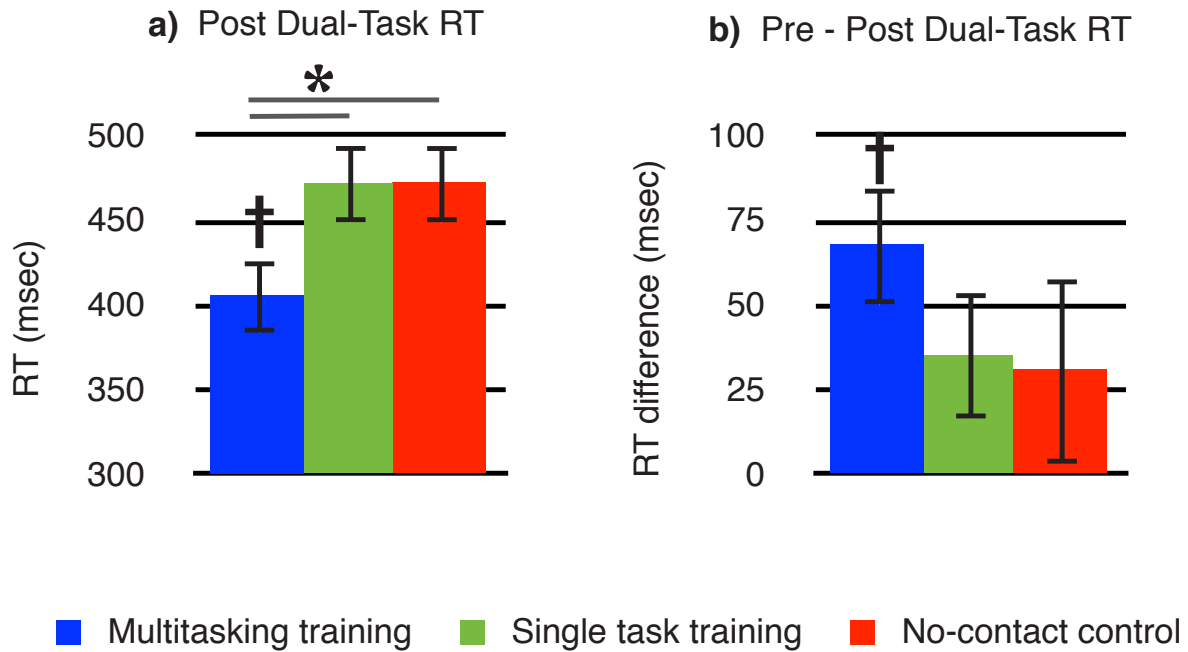 a) Post Dual-Task RT
*
500
450
400
350
300
RT (msec)
†
b) Pre - Post Dual-Task RT
100
75
50
25
0
RT difference (msec)
†
Multitasking training
Single task training
No-contact control